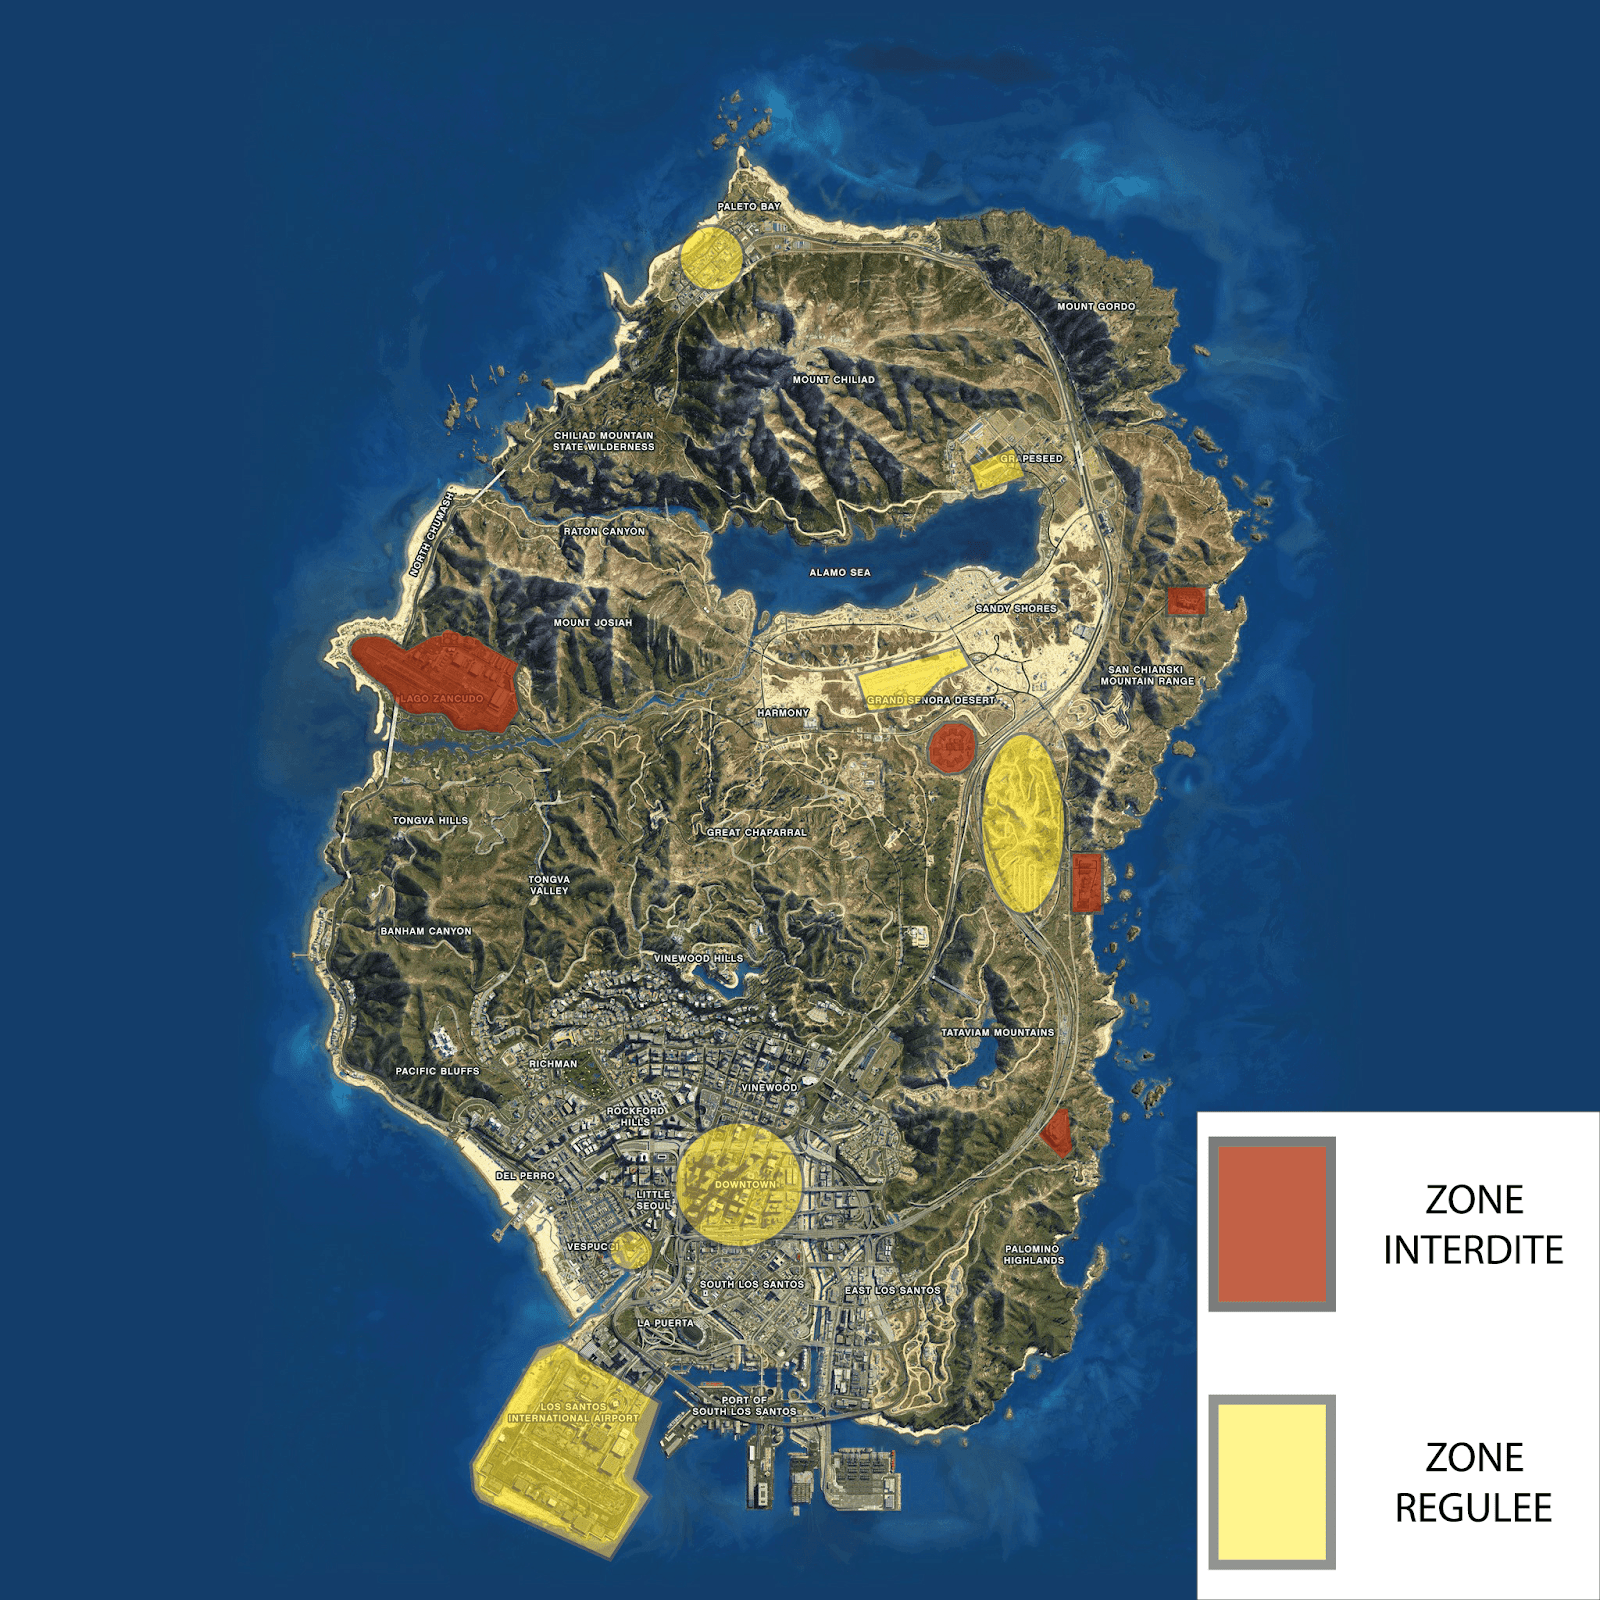 PALETO BAY
MOUNT GORDO
MOUNT CHILIAD
CHILIAD MOUNTAIN
STATE WILDERNESS
GRAPESEED
NORTH CHUMASH
RATON CANYON
ALAMO SEA
SANDY SHORES
MOUNT JOSIAH
SAN CHIANSKI
MOUNTAIN RANGE
LAGO ZANCUDO
GRAND SENORA DESERT
HARMONY
TONGVA HILLS
GREAT CHAPARRAL
TONGVA
VALLEY
BANHAM CANYON
VINEWOOD HILLS
TATAVIAM MOUNTAINS
RICHMAN
PACIFIC BLUFFS
VINEWOOD
ROCKFORD
HILLS
DEL PERRO
DOWNTOWN
LITTLE
SEOUL
VESPUCCI
PALOMINO
HIGHLANDS
SOUTH LOS SANTOS
EAST LOS SANTOS
LA PUERTA
LOS SANTOS
INTERNATIONAL AIRPORT
PORT OF
SOUTH LOS SANTOS
ZONE
INTERDITE
ZONE
REGULEE